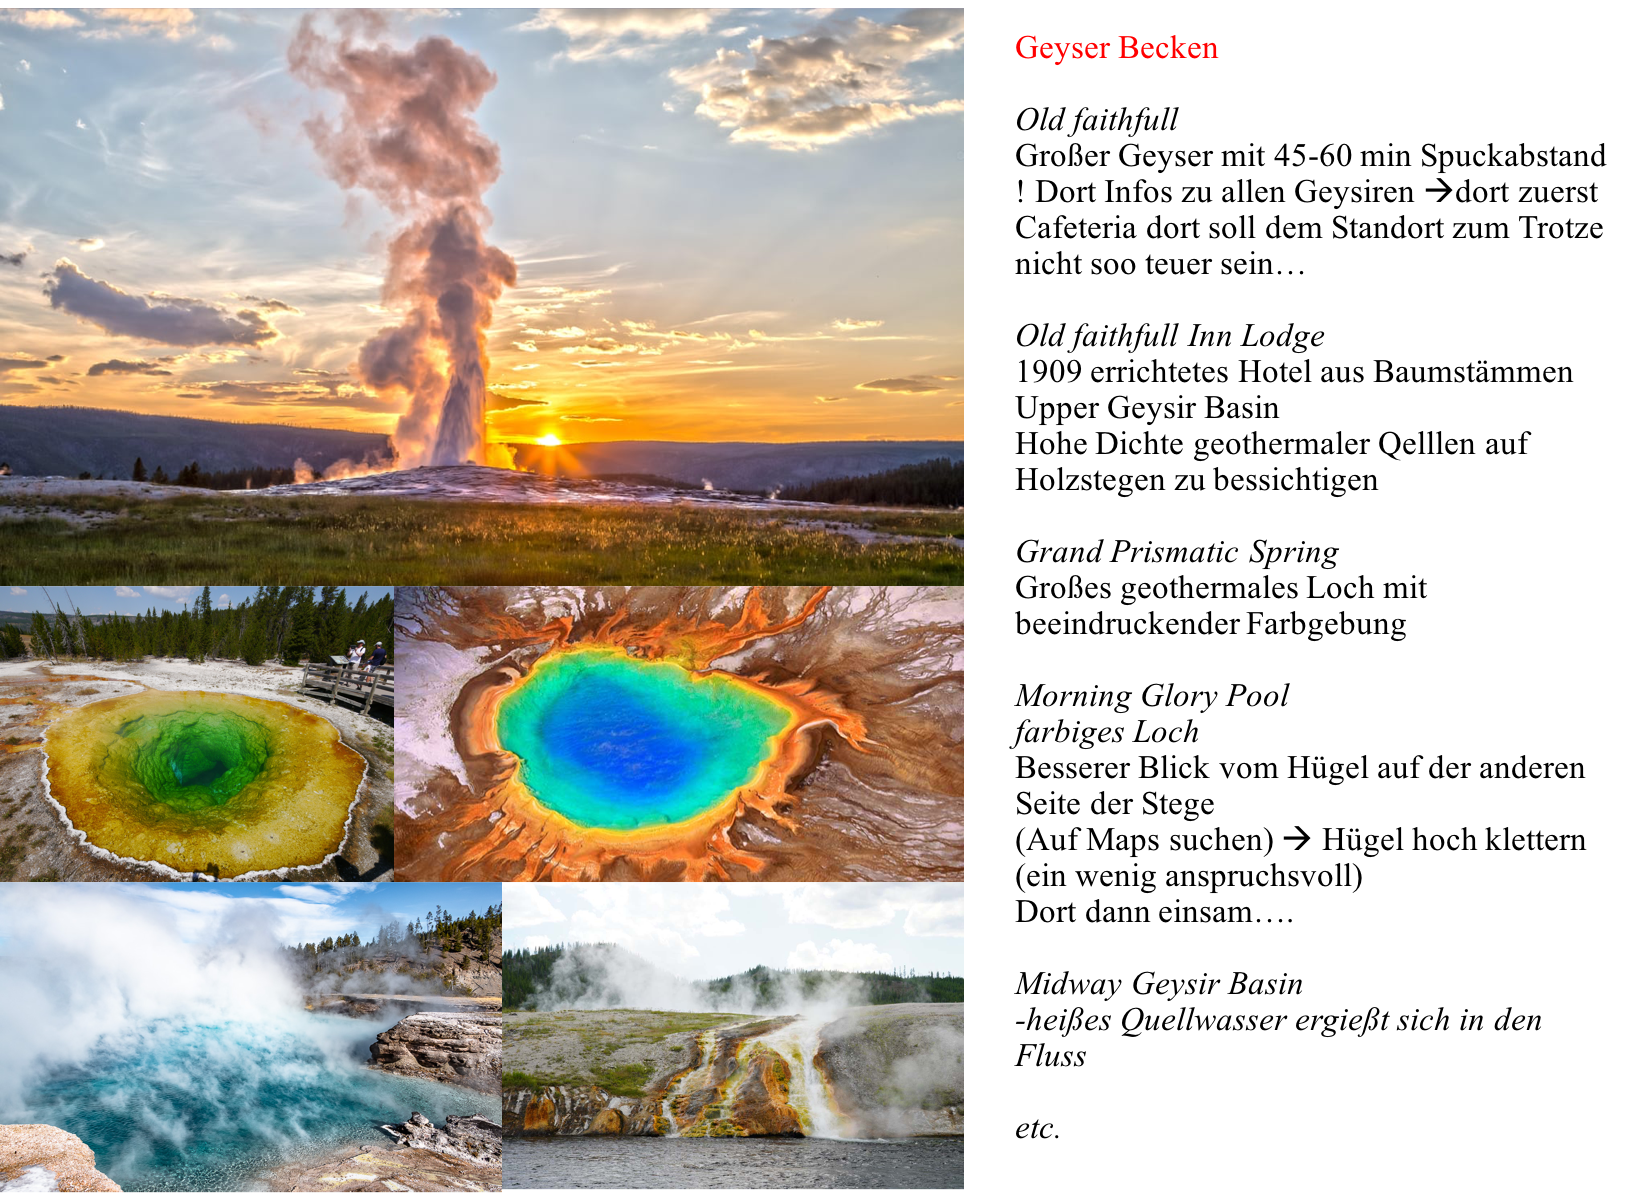 Geyser Becken
Old faithfull
Großer Geyser mit 45-60 min Spuckabstand
! Dort Infos zu allen Geysiren →dort zuerst
Cafeteria dort soll dem Standort zum Trotze
nicht soo teuer sein…
Old faithfull Inn Lodge
1909 errichtetes Hotel aus Baumstämmen
Upper Geysir Basin
Hohe Dichte geothermaler Qelllen auf
Holzstegen zu bessichtigen
Grand Prismatic Spring
Großes geothermales Loch mit
beeindruckender Farbgebung
Morning Glory Pool
farbiges Loch
Besserer Blick vom Hügel auf der anderen
Seite der Stege
(Auf Maps suchen) → Hügel hoch klettern
(ein wenig anspruchsvoll)
Dort dann einsam….
Midway Geysir Basin
-heißes Quellwasser ergießt sich in den
Fluss
etc.